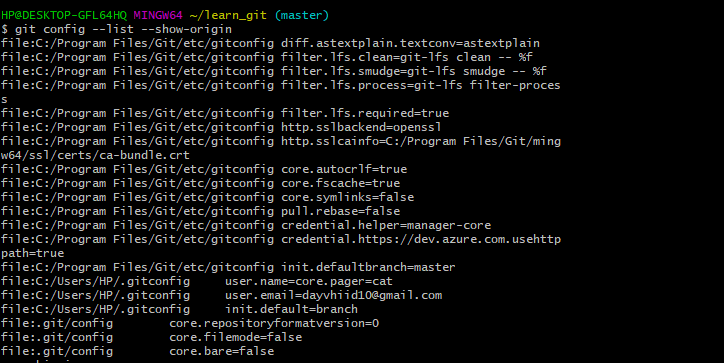 HP@DESKTOP-GFL64HQ MINGW64 ~/learn_git (master)
$ git config --list --show-origin
file:C:/Program Files/Git/etc/gitconfig diff.astextplain.textconv=astextplain
file:C:/Program Files/Git/etc/gitconfig filter.lfs.clean=git-lfs clean -- %f
file:C:/Program Files/Git/etc/gitconfig filter.lfs.smudge=git-lfs smudge -- %f
file:C:/Program Files/Git/etc/gitconfig filter.lfs.process=git-lfs filter-proces
s
file:C:/Program Files/Git/etc/gitconfig filter.lfs.required=true
file:C:/Program Files/Git/etc/gitconfig http.sslbackend=openssl
file:C:/Program Files/Git/etc/gitconfig http.sslcainfo=C:/Program Files/Git/ming
w64/ssl/certs/ca-bundle.crt
file:C:/Program Files/Git/etc/gitconfig core.autocrlf=true
file:C:/Program Files/Git/etc/gitconfig core.fscache=true
file:C:/Program Files/Git/etc/gitconfig core.symlinks=false
file:C:/Program Files/Git/etc/gitconfig pull.rebase=false
file:C:/Program Files/Git/etc/gitconfig credential.helper=manager-core
file:C:/Program Files/Git/etc/gitconfig credential.https://dev.azure.com.usehttp
path=true
file:C:/Program Files/Git/etc/gitconfig init.defaultbranch=master
file:C:/Users/HP/.gitconfig     user.name=core.pager=cat
file:C:/Users/HP/.gitconfig     user.email=dayvhiid10@gmail.com
file:C:/Users/HP/.gitconfig     init.default=branch
file:.git/config        core.repositoryformatversion=0
file:.git/config        core.filemode=false
file:.git/config        core.bare=false